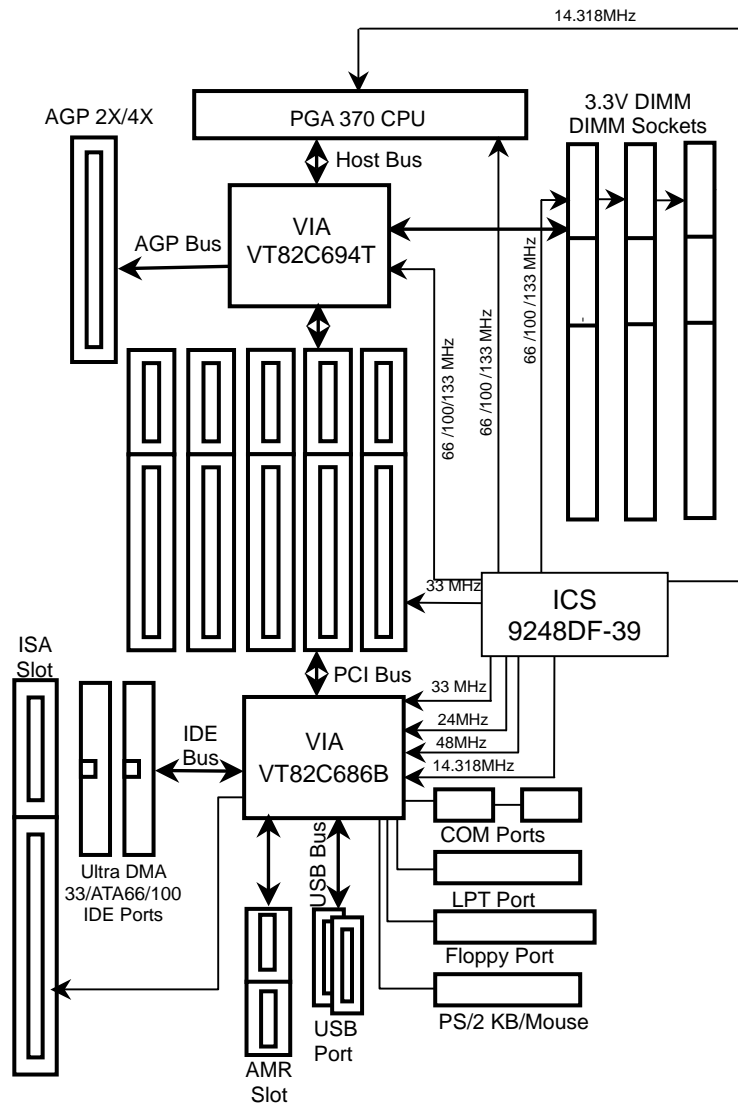 14.318MHz
AGP 2X/4X
PGA 370 CPU
3.3V DIMM
DIMM Sockets
Host Bus
VIA
VT82C694T
AGP Bus
66 /100/133 MHz
66 /100 /133 MHz
66 /100 /133 MHz
33 MHz
ICS
9248DF-39
ISA
Slot
PCI Bus
33 MHz
24MHz
48MHz
14.318MHz
IDE
Bus
VIA
VT82C686B
COM Ports
Ultra DMA
33/ATA66/100
IDE Ports
USB Bus
LPT Port
Floppy Port
PS/2 KB/Mouse
USB
Port
AMR
Slot